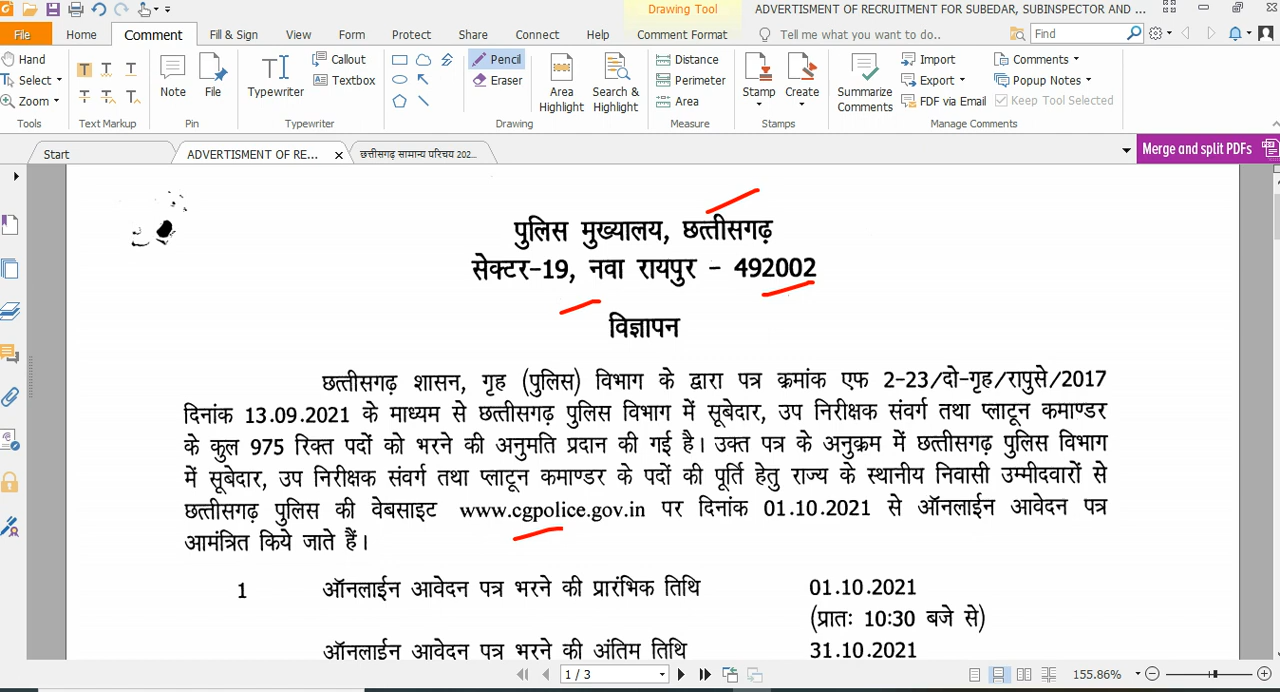 Drawing Tool
ADVERTISMENT OF RECRUITMENT FOR SUBEDAR, SUBINSPECTOR AND ...
File Home Comment Fill & Sign View Form Protect Share Connect Help Comment Format Tell me what you want to do.. Find
Hand
Select
Zoom
Tools
Text Markup
Note
File
Pin
Typewriter
Callout
Textbox
Typewriter
Pencil
Eraser
Area Highlight
Search & Highlight
Drawing
Distance
Perimeter
Area
Measure
Stamp
Create
Stamps
Summarize Comments
Import
Export
FDF via Email
Comments
Popup Notes
Keep Tool Selected
Manage Comments
Start
ADVERTISMENT OF RE...
छत्तीसगढ़ सामान्य परिचय 202...
Merge and split PDFs
पुलिस मुख्यालय, छत्तीसगढ़
सेक्टर-19, नवा रायपुर - 492002
विज्ञापन
छत्तीसगढ़ शासन, गृह (पुलिस) विभाग के द्वारा पत्र क्रमांक एफ 2-23/दो-गृह/रापुसे/2017
दिनांक 13.09.2021 के माध्यम से छत्तीसगढ़ पुलिस विभाग में सूबेदार, उप निरीक्षक संवर्ग तथा प्लाटून कमाण्डर
के कुल 975 रिक्त पदों को भरने की अनुमति प्रदान की गई है। उक्त पत्र के अनुक्रम में छत्तीसगढ़ पुलिस विभाग
में सूबेदार, उप निरीक्षक संवर्ग तथा प्लाटून कमाण्डर के पदों की पूर्ति हेतु राज्य के स्थानीय निवासी उम्मीदवारों से
छत्तीसगढ़ पुलिस की वेबसाइट www.cgpolice.gov.in पर दिनांक 01.10.2021 से ऑनलाईन आवेदन पत्र
आमंत्रित किये जाते हैं।
1 ऑनलाईन आवेदन पत्र भरने की प्रारंभिक तिथि 01.10.2021
(प्रातः 10:30 बजे से)
ऑनलाईन आवेदन पत्र भरने की अंतिम तिथि 31.10.2021
1 / 3
155.86%